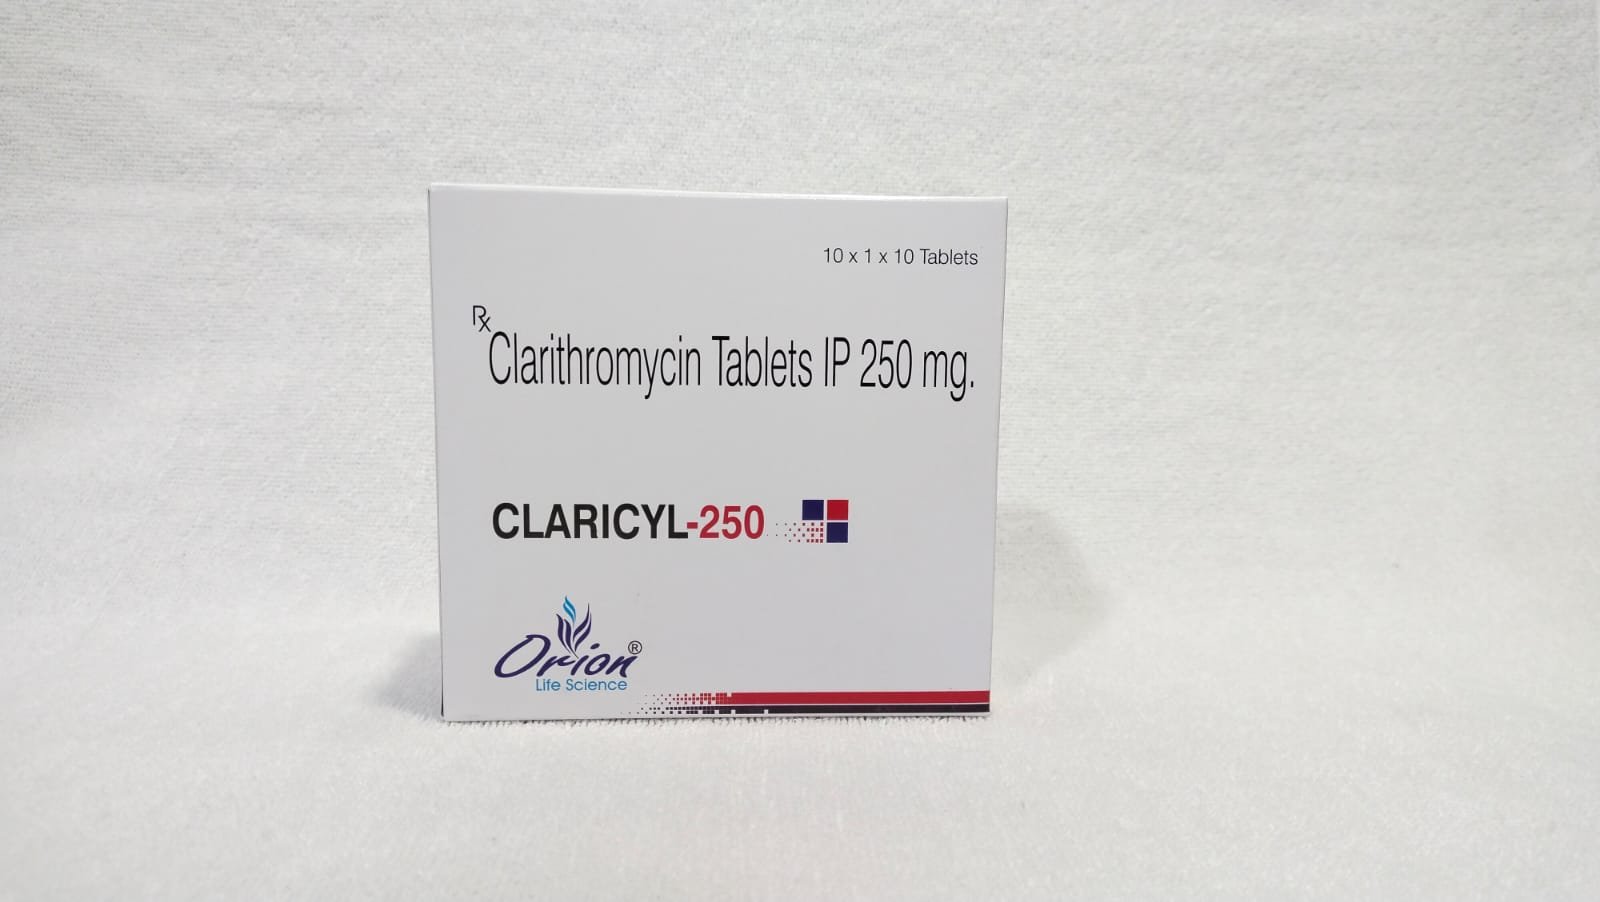 10 x 1 x 10 Tablets
Rx
Clarithromycin Tablets IP 250 mg.
CLARICYL-250
Orion®
Life Science